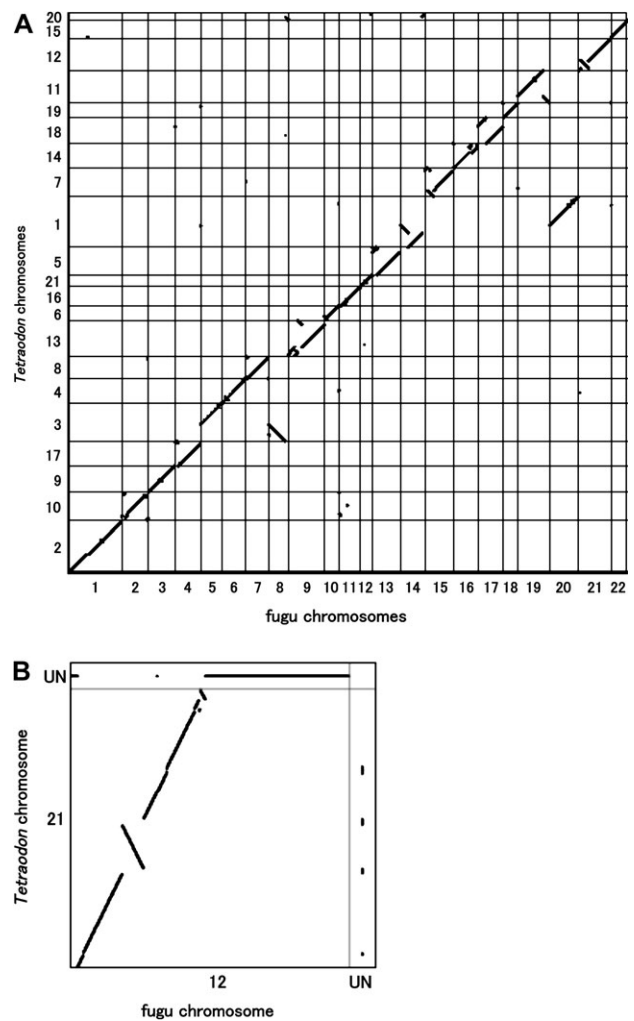 A
20
15
12
11
19
18
14
7
1
5
21
16
6
13
8
4
3
17
9
10
2
Tetraodon chromosomes
1 2 3 4 5 6 7 8 9 10 11 12 13 14 15 16 17 18 19 20 21 22
fugu chromosomes
B
UN
21
Tetraodon chromosome
12 UN
fugu chromosome